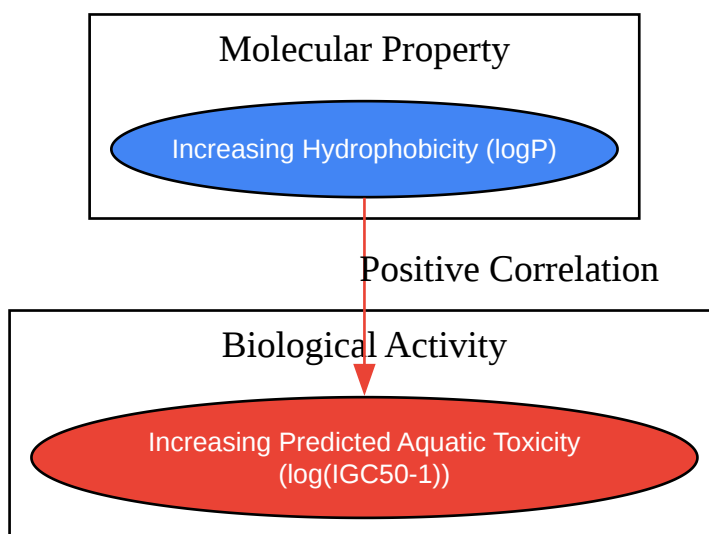 Molecular Property
Increasing Hydrophobicity (logP)
Positive Correlation
Biological Activity
Increasing Predicted Aquatic Toxicity
(log(IGC50-1))